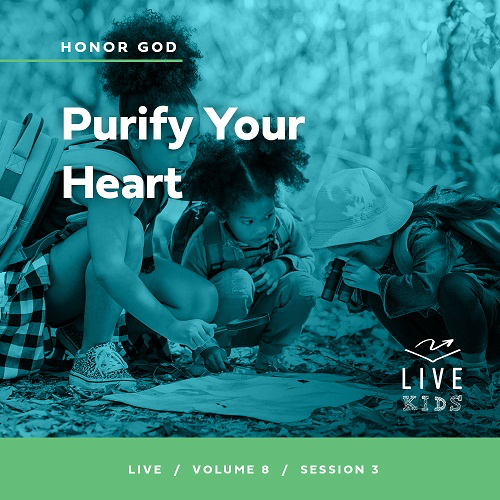 HONOR GOD
Purify Your
Heart
LIVE
KIDS
LIVE / VOLUME 8 / SESSION 3